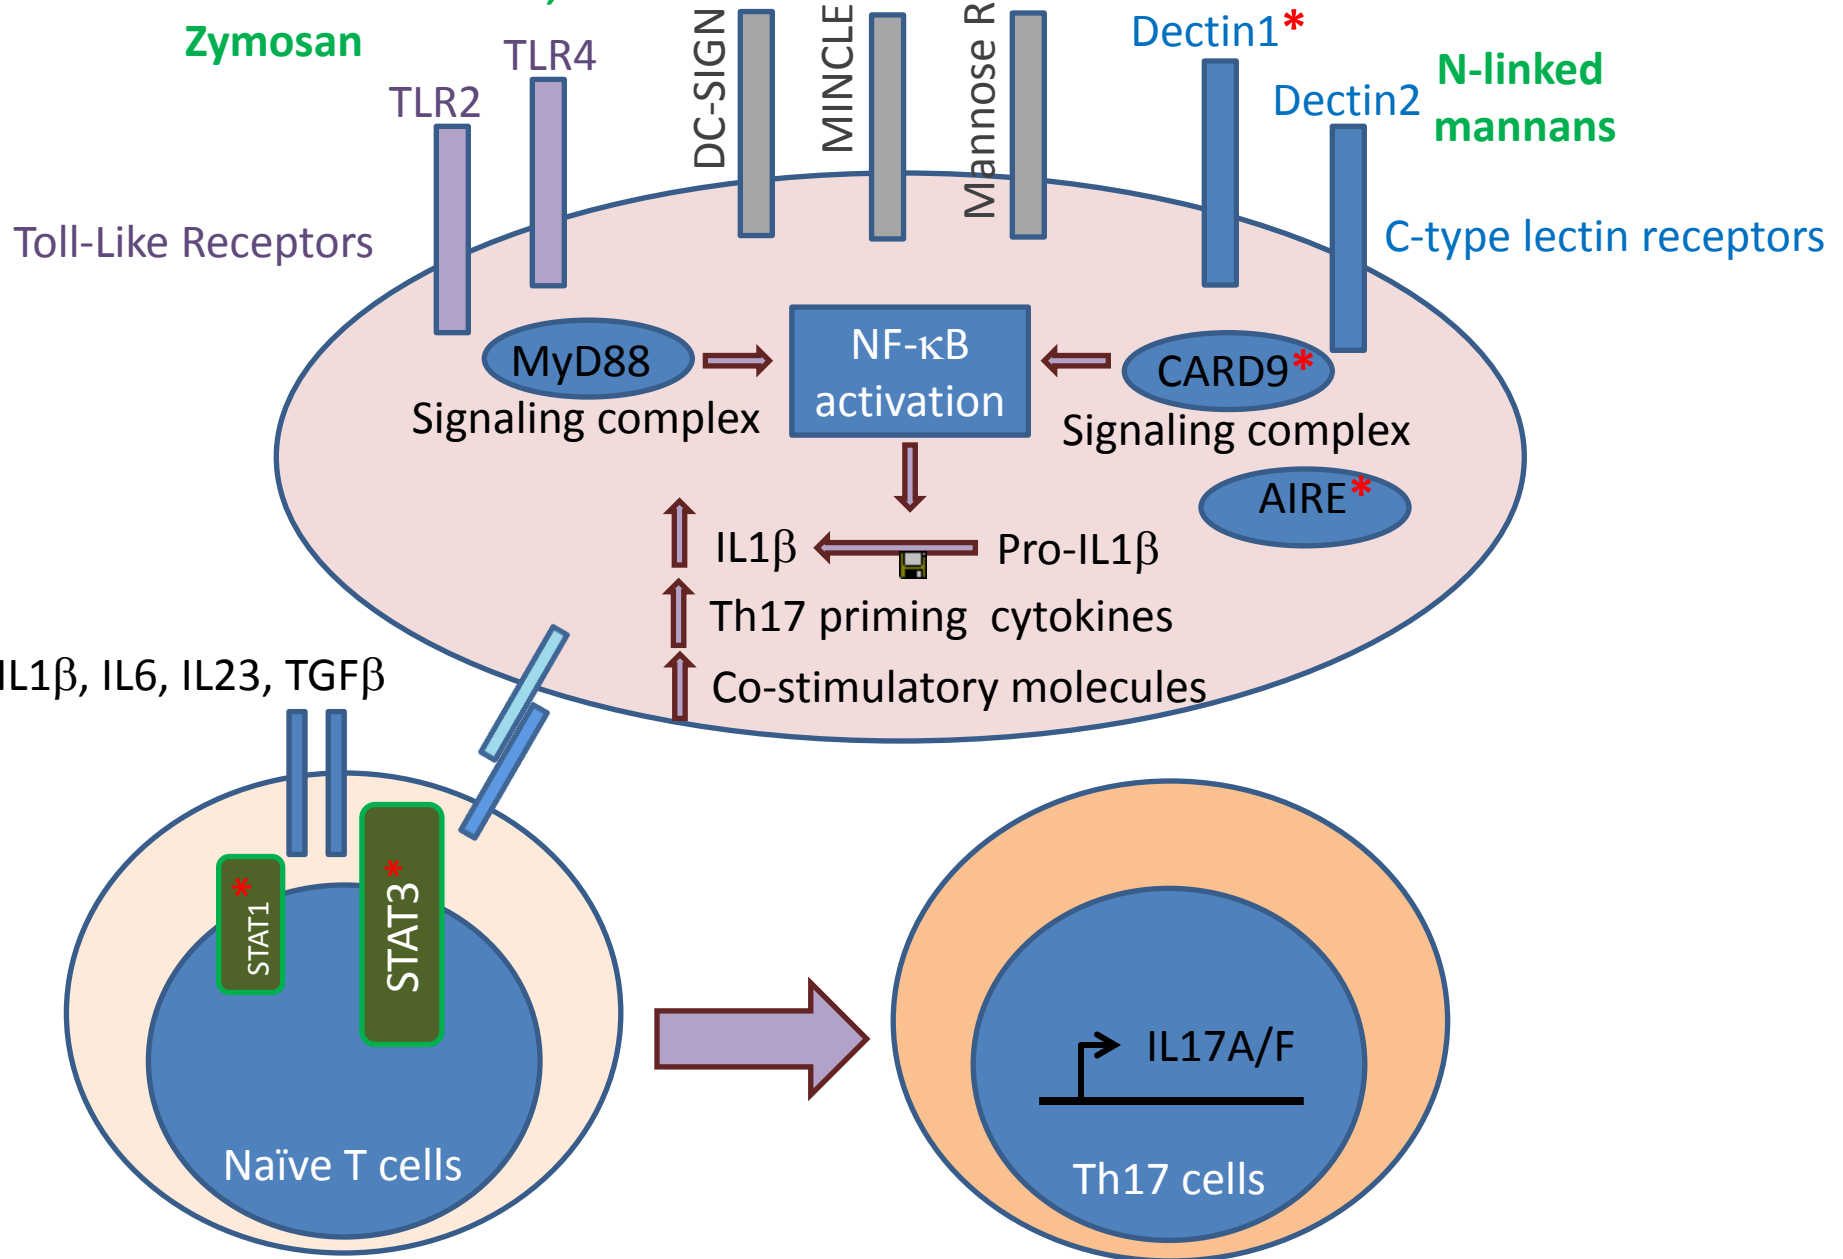 Zymosan
TLR2
TLR4
DC-SIGN
MINCLE
Mannose R
Dectin1*
Dectin2
N-linked
mannans
Toll-Like Receptors
C-type lectin receptors
MyD88
Signaling complex
NF-κB
activation
CARD9*
Signaling complex
AIRE*
IL1β
Pro-IL1β
Th17 priming cytokines
Co-stimulatory molecules
IL1β, IL6, IL23, TGFβ
STAT1*
STAT3*
Naïve T cells
IL17A/F
Th17 cells